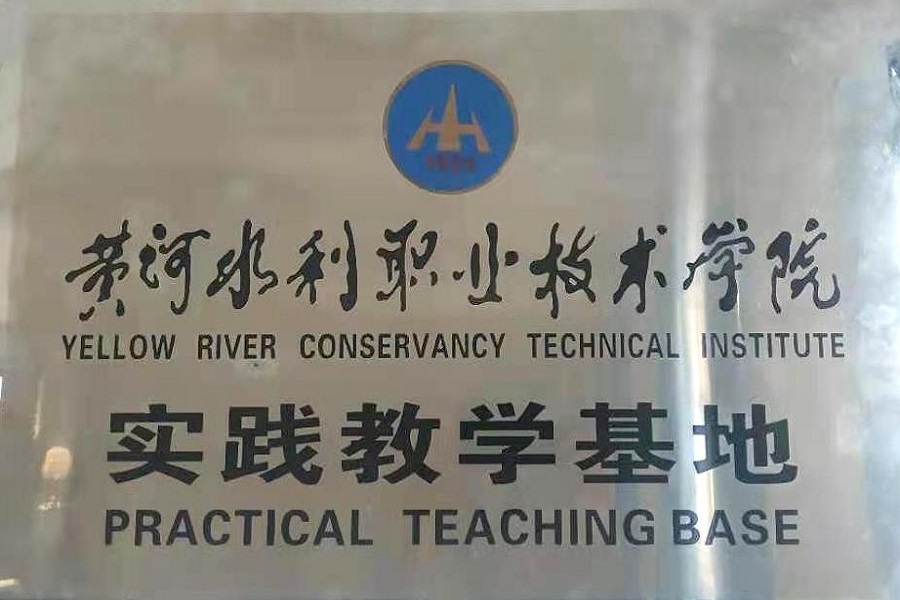 黄河水利职业技术学院
YELLOW RIVER CONSERVANCY TECHNICAL INSTITUTE
实践教学基地
PRACTICAL TEACHING BASE